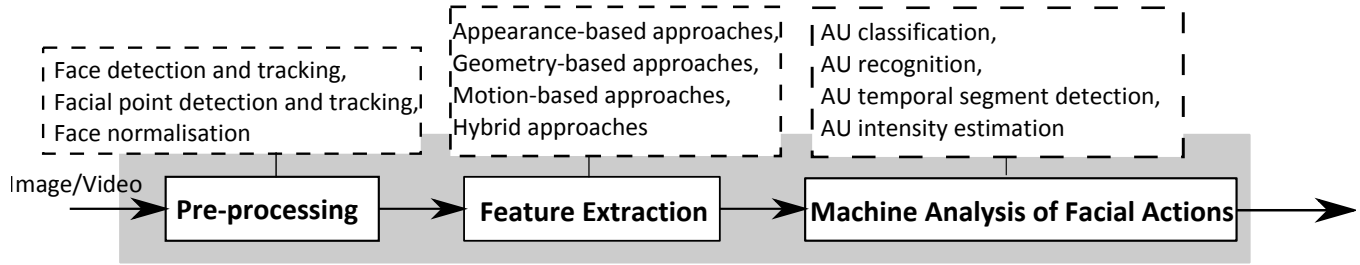 Face detection and tracking,
Facial point detection and tracking,
Face normalisation
Appearance-based approaches,
Geometry-based approaches,
Motion-based approaches,
Hybrid approaches
AU classification,
AU recognition,
AU temporal segment detection,
AU intensity estimation
Image/Video
Pre-processing
Feature Extraction
Machine Analysis of Facial Actions